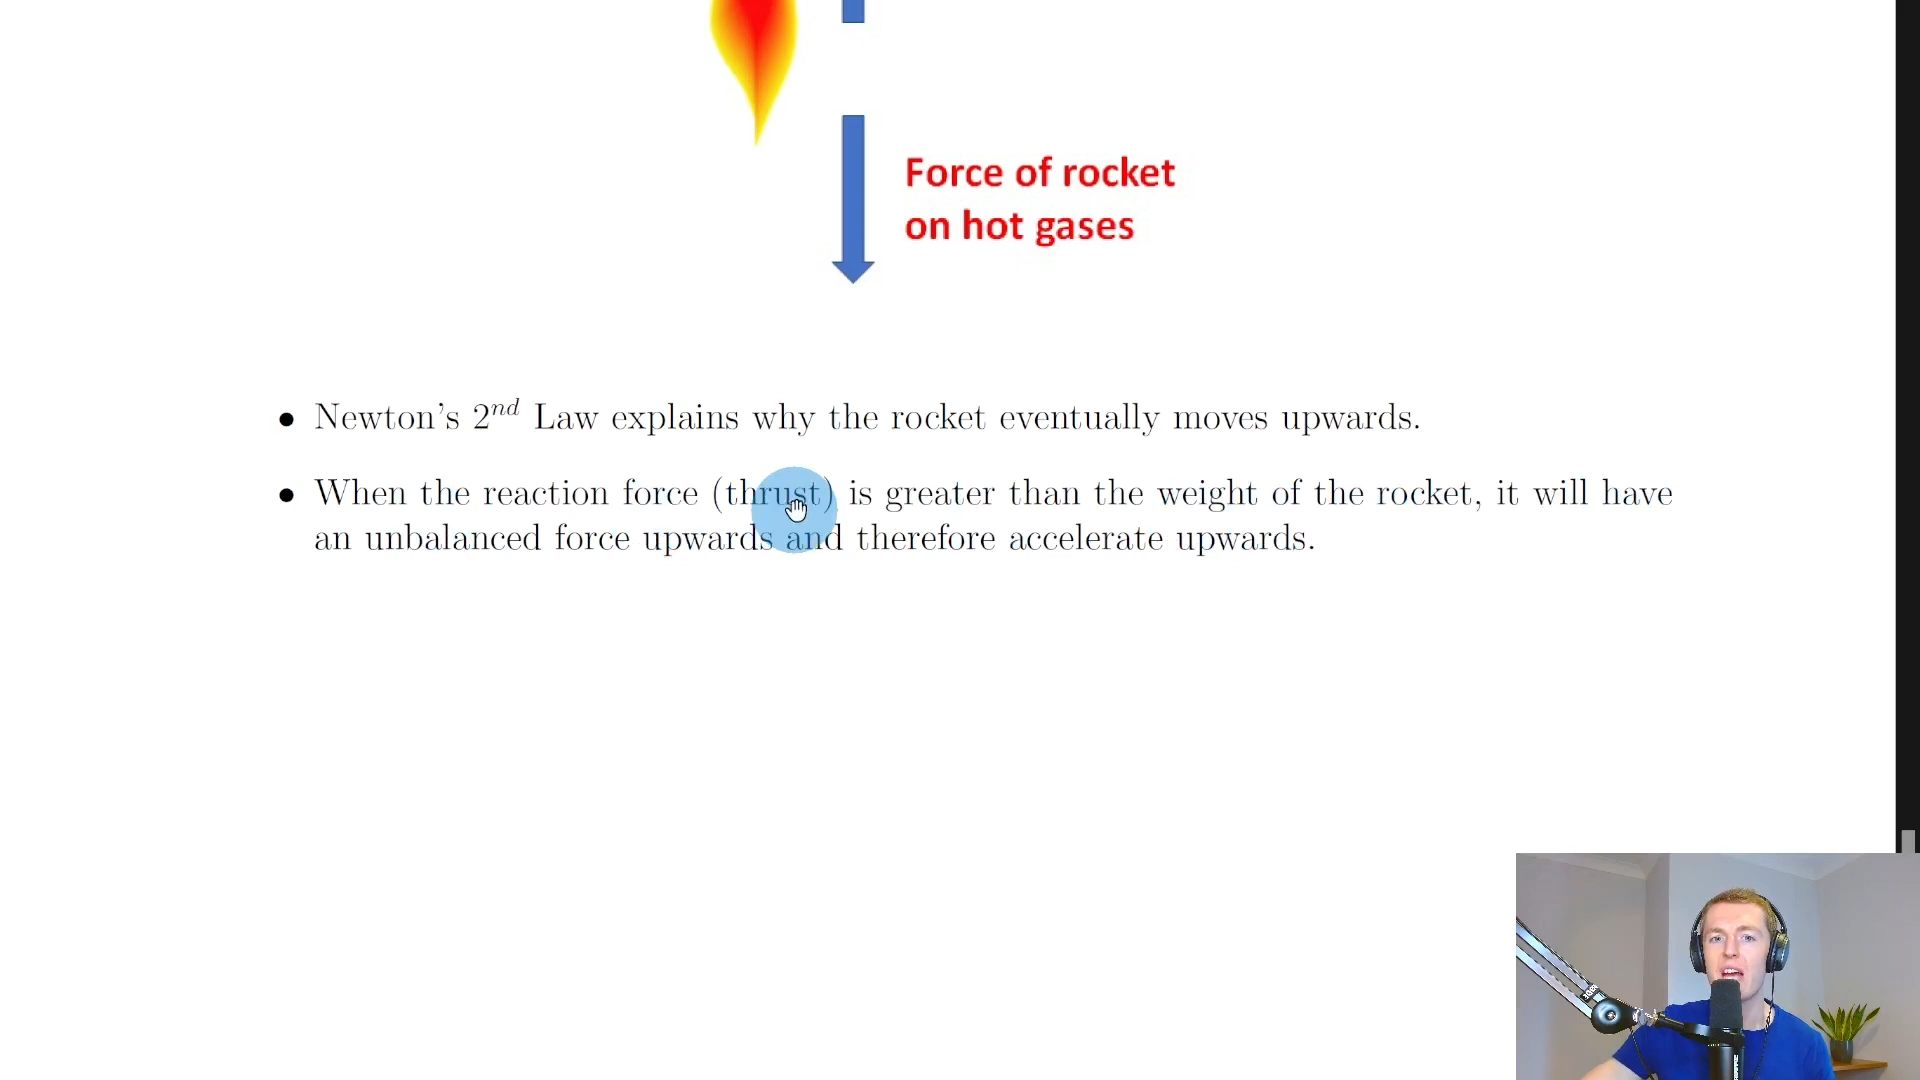 Force of rocket
on hot gases
• Newton's 2nd Law explains why the rocket eventually moves upwards.
• When the reaction force (thrust) is greater than the weight of the rocket, it will have
an unbalanced force upwards and therefore accelerate upwards.